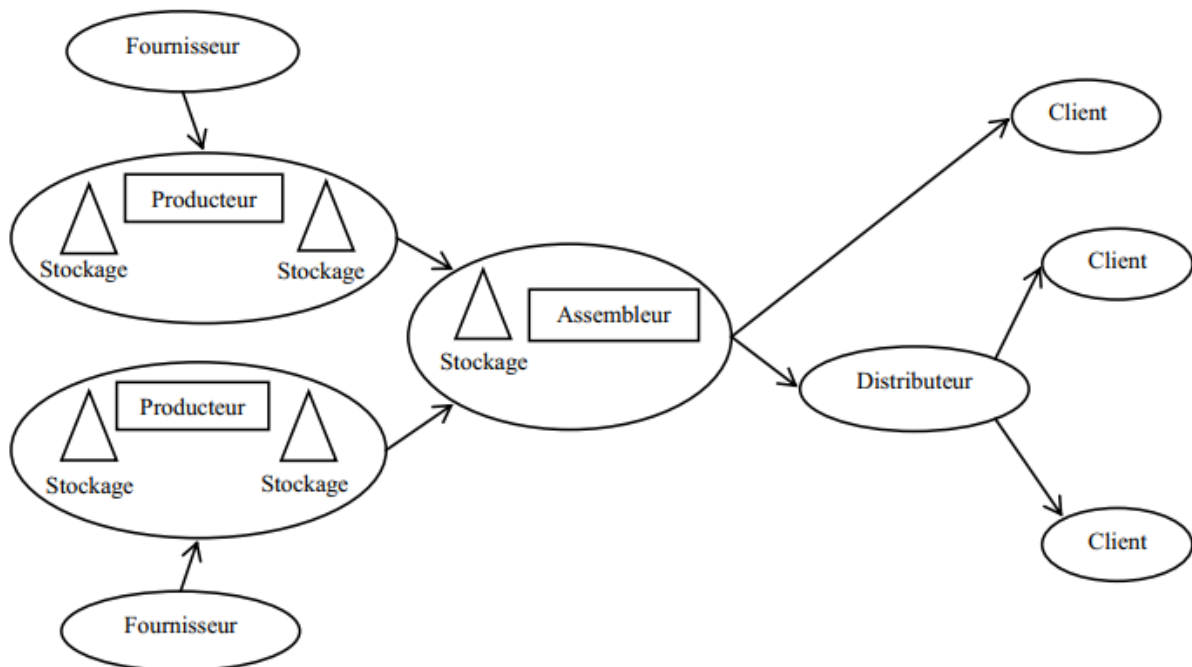 Fournisseur
Client
Producteur
Stockage
Stockage
Client
Assembleur
Stockage
Distributeur
Producteur
Stockage
Stockage
Client
Fournisseur